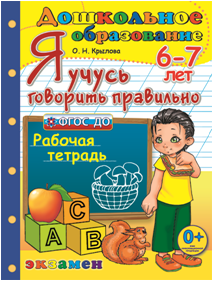 Дошкольное
образование
О. Н. Крылова
6–7
лет
Я учусь
говорить правильно
ФГОС ДО
Рабочая
тетрадь
С
А
В
0+
экзамен